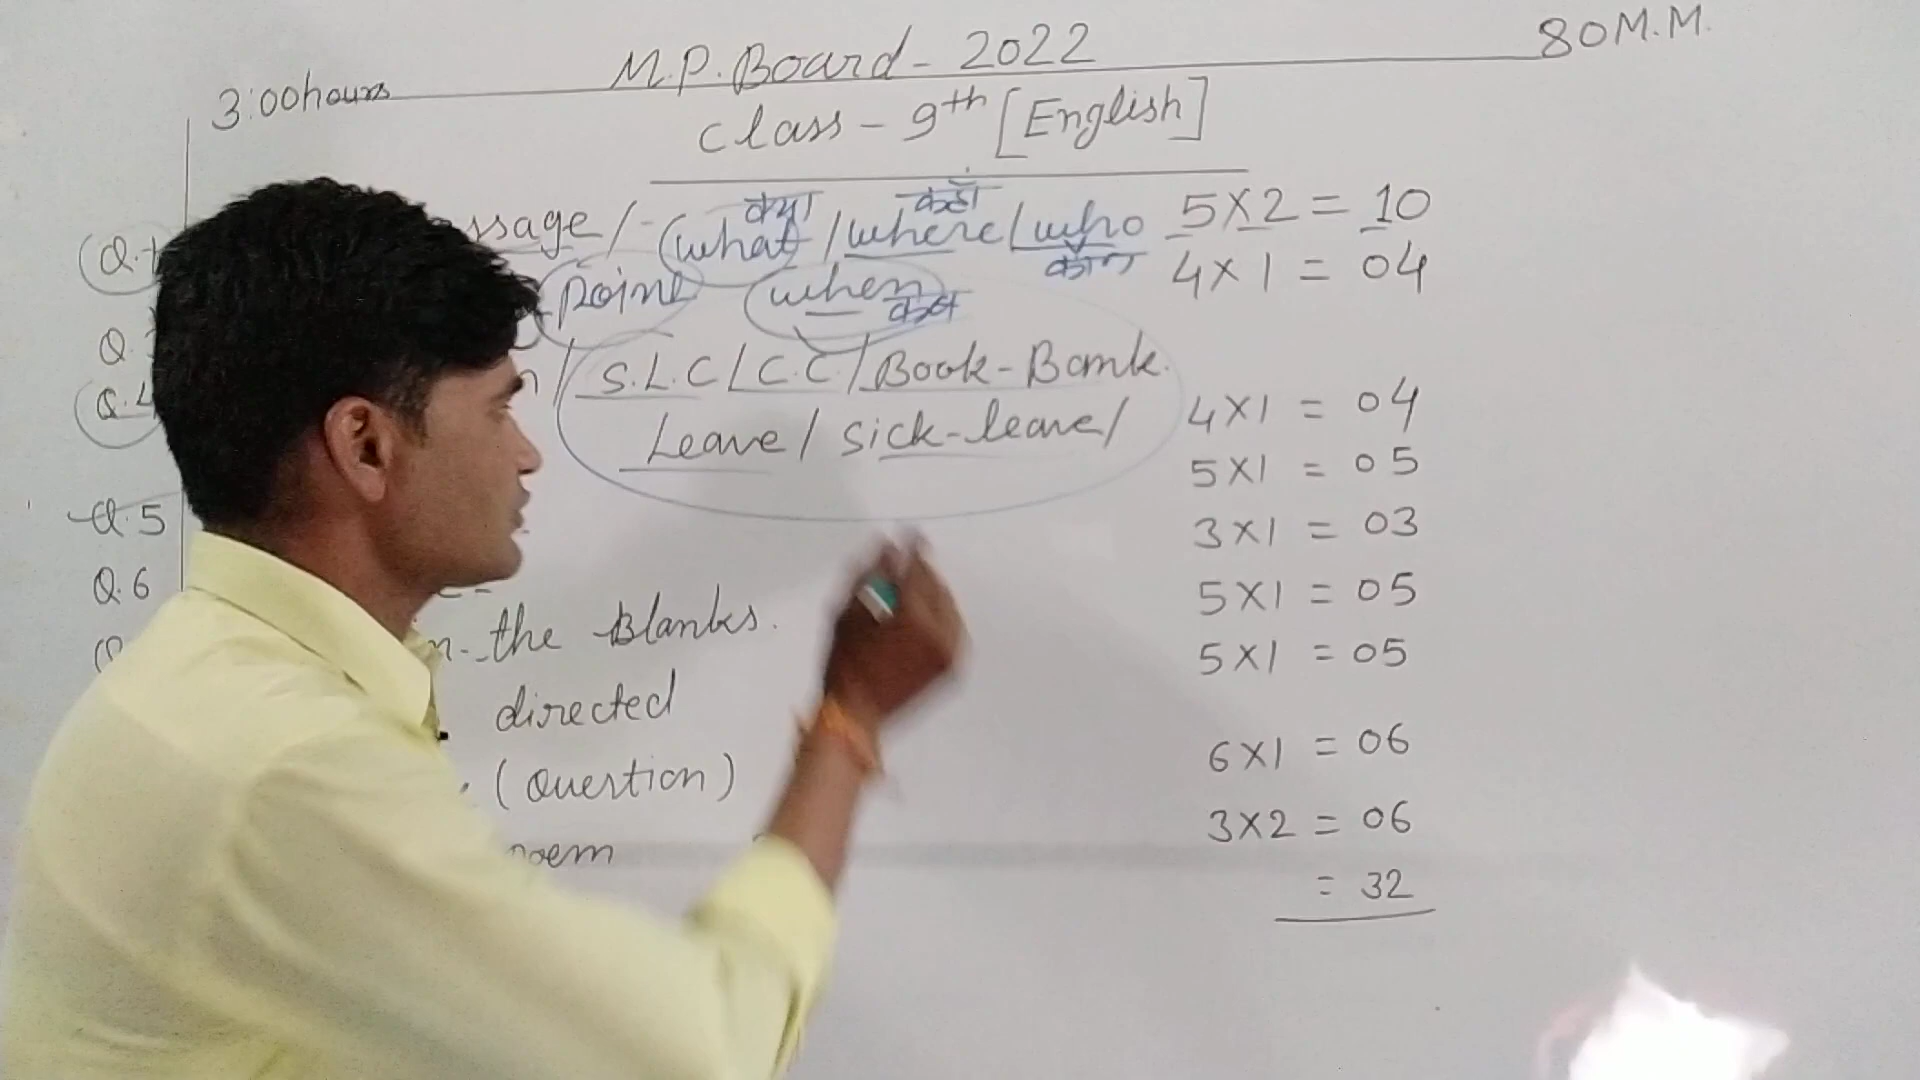 3:00hours M.P. Board - 2022 80 M.M.
Class - 9th [English]
Q.1 ssage / - what / where / who 5X2 = 10
क्या कहाँ कौन
Point when कब 4X1 = 04
Q.
Q.4 / S.L.C / C.C / Book - Bank. 4X1 = 04
Leave / Sick - leave / 5X1 = 05
Q.5 3X1 = 03
Q.6 5X1 = 05
the Blanks. 5X1 = 05
directed 6X1 = 06
(Question) 3X2 = 06
poem = 32